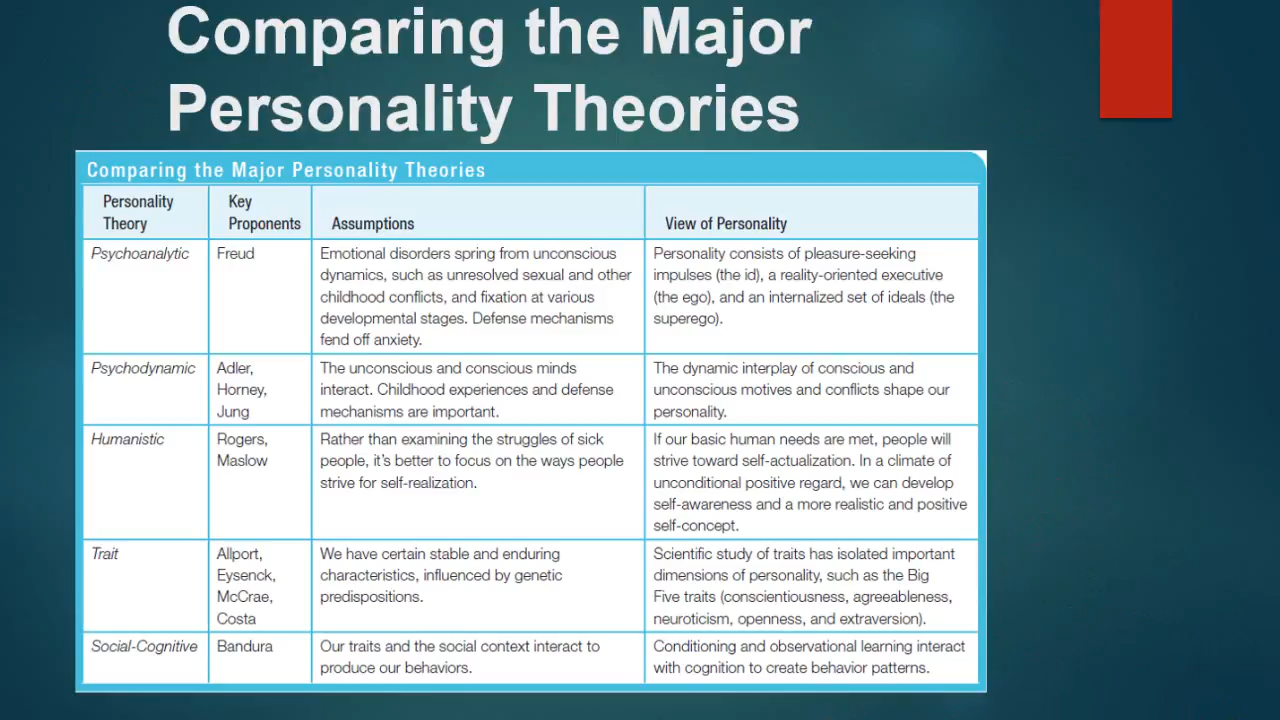 Comparing the Major
Personality Theories
Comparing the Major Personality Theories
Personality
Theory
Key
Proponents
Assumptions
View of Personality
Psychoanalytic
Freud
Emotional disorders spring from unconscious
dynamics, such as unresolved sexual and other
childhood conflicts, and fixation at various
developmental stages. Defense mechanisms
fend off anxiety.
Personality consists of pleasure-seeking
impulses (the id), a reality-oriented executive
(the ego), and an internalized set of ideals (the
superego).
Psychodynamic
Adler,
Horney,
Jung
The unconscious and conscious minds
interact. Childhood experiences and defense
mechanisms are important.
The dynamic interplay of conscious and
unconscious motives and conflicts shape our
personality.
Humanistic
Rogers,
Maslow
Rather than examining the struggles of sick
people, it's better to focus on the ways people
strive for self-realization.
If our basic human needs are met, people will
strive toward self-actualization. In a climate of
unconditional positive regard, we can develop
self-awareness and a more realistic and positive
self-concept.
Trait
Allport,
Eysenck,
McCrae,
Costa
We have certain stable and enduring
characteristics, influenced by genetic
predispositions.
Scientific study of traits has isolated important
dimensions of personality, such as the Big
Five traits (conscientiousness, agreeableness,
neuroticism, openness, and extraversion).
Social-Cognitive
Bandura
Our traits and the social context interact to
produce our behaviors.
Conditioning and observational learning interact
with cognition to create behavior patterns.